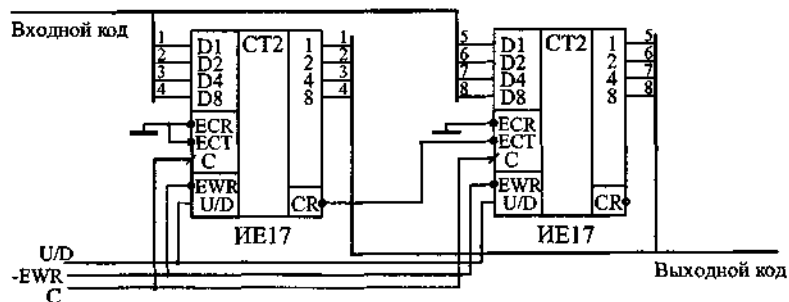 Входной код
1
2
3
4
D1
D2
D4
D8
CT2
1
2
4
8
1
2
3
4
ECR
ECT
C
EWR
U/D
CR
ИЕ17
5
6
7
8
D1
D2
D4
D8
CT2
1
2
4
8
5
6
7
8
ECR
ECT
C
EWR
U/D
CR
ИЕ17
U/D
-EWR
C
Выходной код